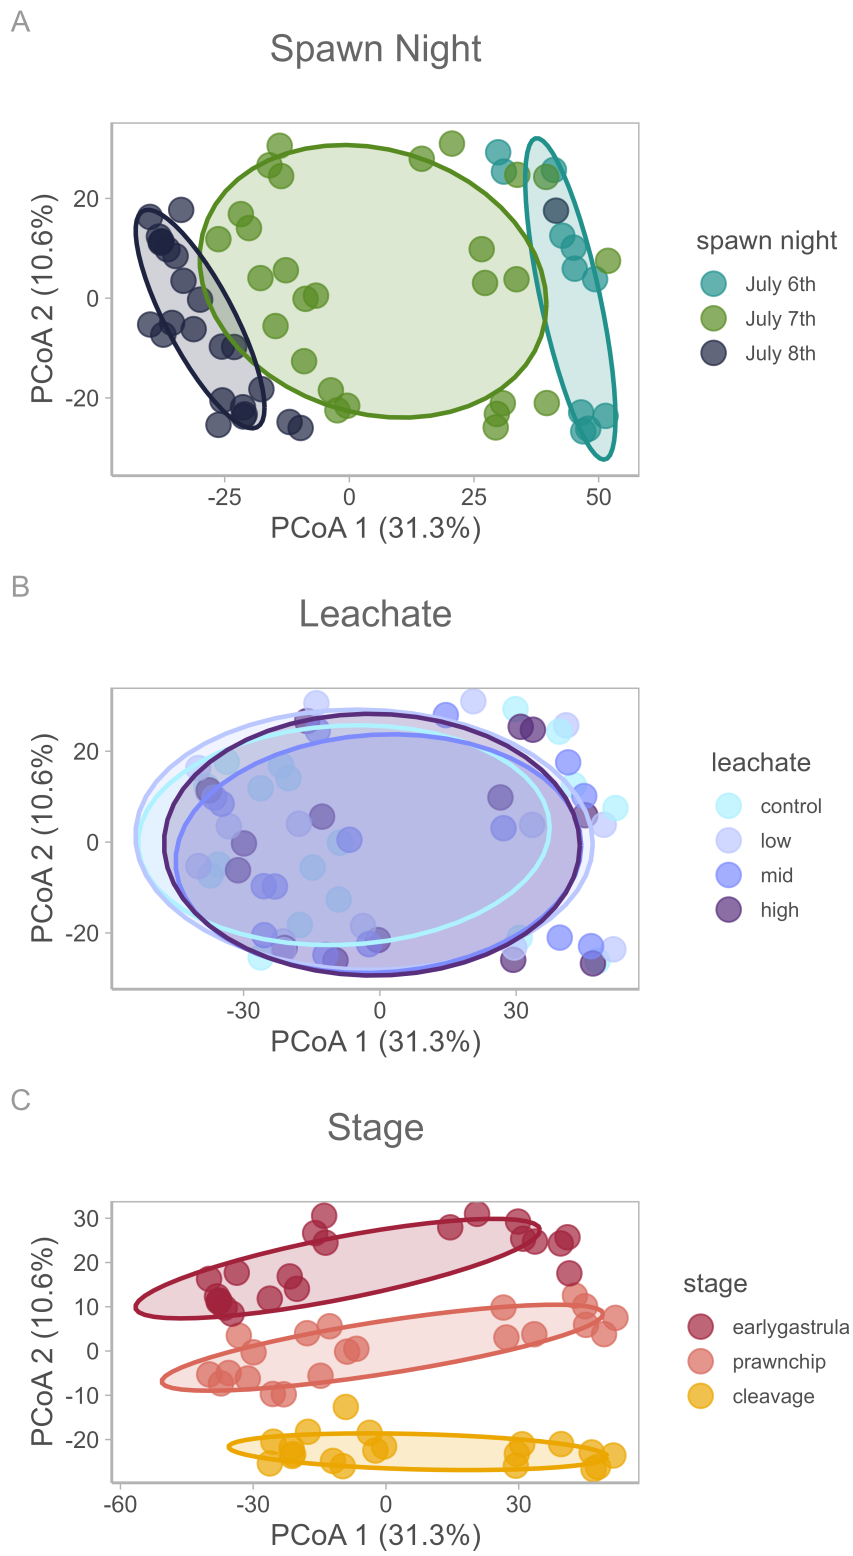 A
Spawn Night
PCoA 2 (10.6%)
20
0
-20
-25
0
25
50
PCoA 1 (31.3%)
spawn night
July 6th
July 7th
July 8th
B
Leachate
PCoA 2 (10.6%)
20
0
-20
-30
0
30
PCoA 1 (31.3%)
leachate
control
low
mid
high
C
Stage
PCoA 2 (10.6%)
30
20
10
0
-10
-20
-60
-30
0
30
PCoA 1 (31.3%)
stage
earlygastrula
prawnchip
cleavage